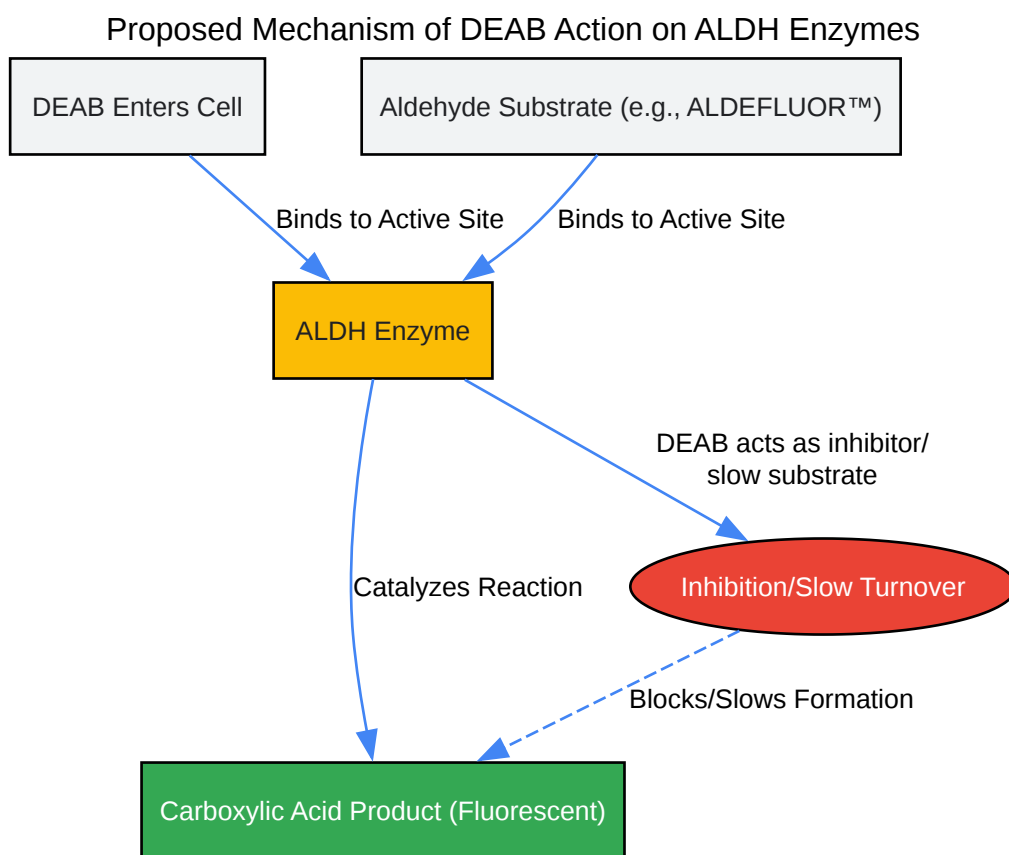 Proposed Mechanism of DEAB Action on ALDH Enzymes
DEAB Enters Cell
Aldehyde Substrate (e.g., ALDEFLUOR™)
Binds to Active Site
Binds to Active Site
ALDH Enzyme
DEAB acts as inhibitor/
slow substrate
Catalyzes Reaction
Inhibition/Slow Turnover
Blocks/Slows Formation
Carboxylic Acid Product (Fluorescent)